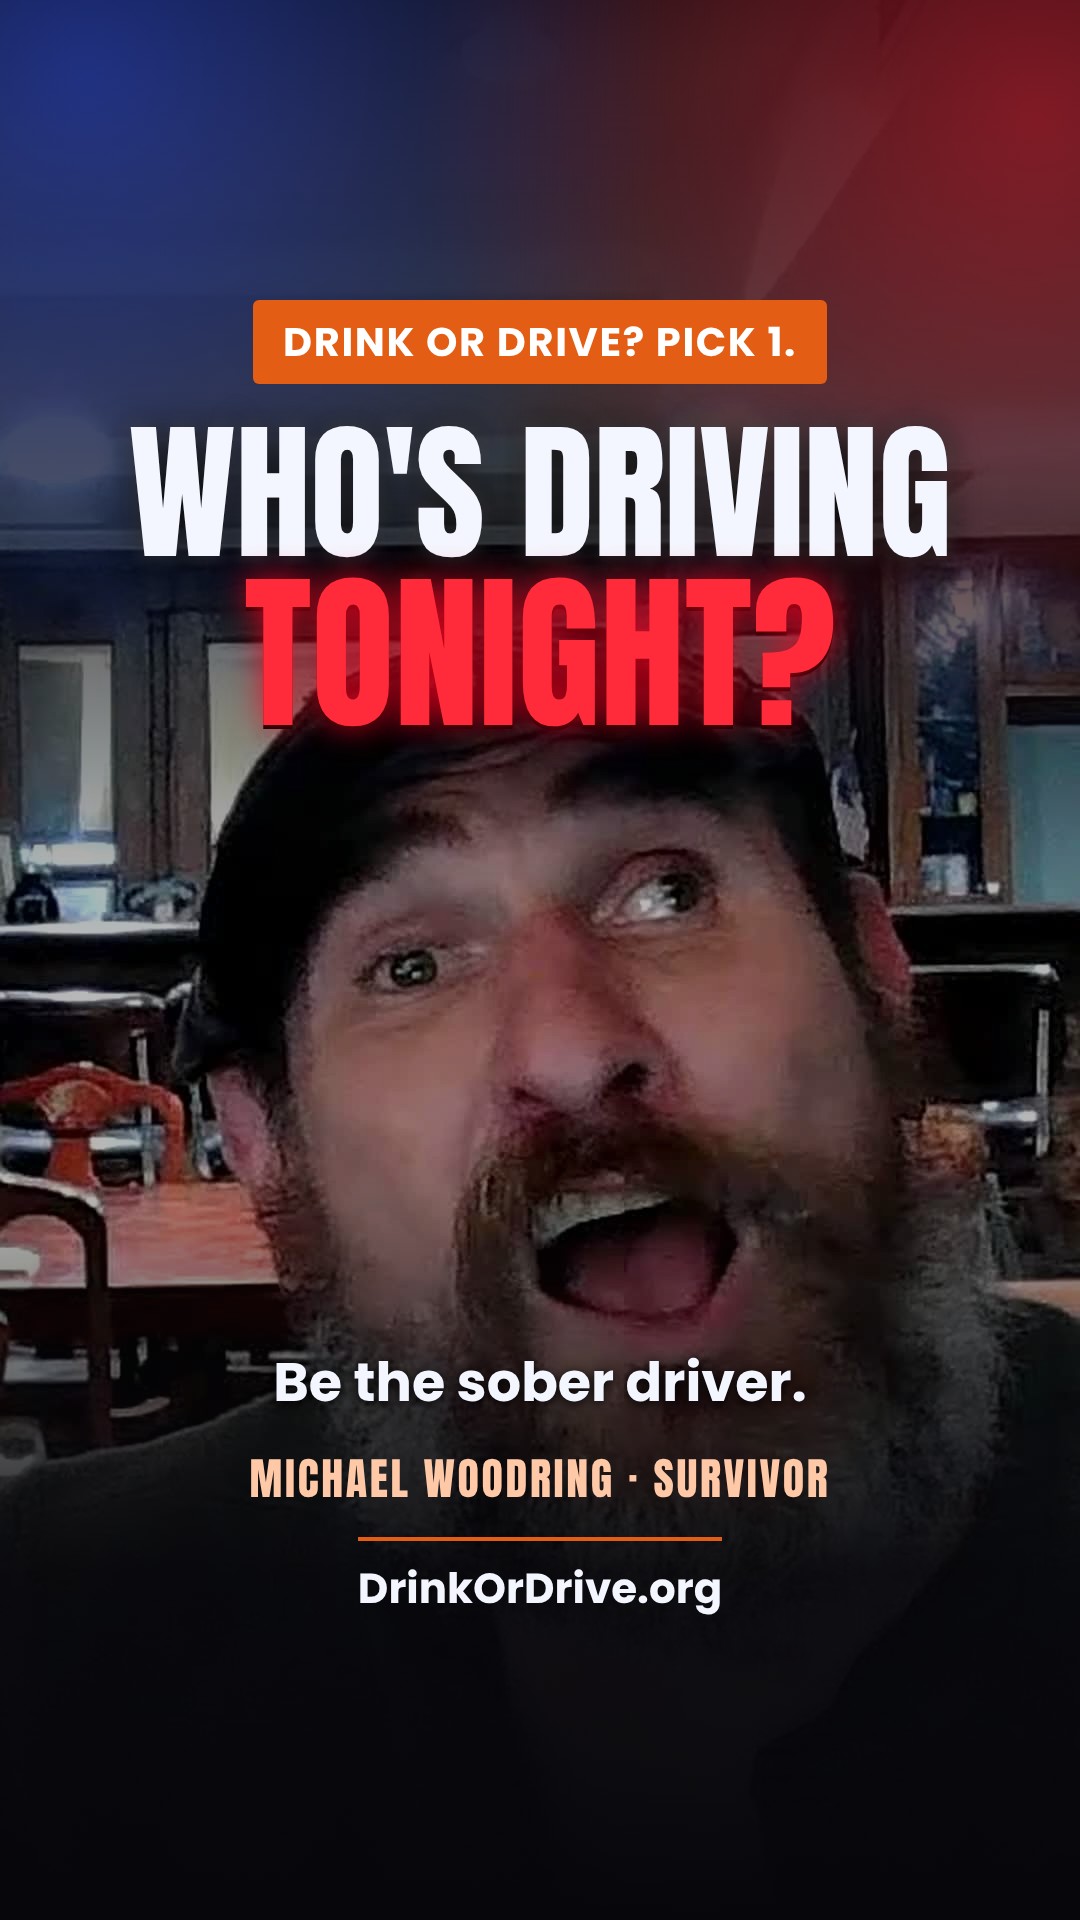 DRINK OR DRIVE? PICK 1.
WHO'S DRIVING
TONIGHT?
Be the sober driver.
MICHAEL WOODRING · SURVIVOR
DrinkOrDrive.org